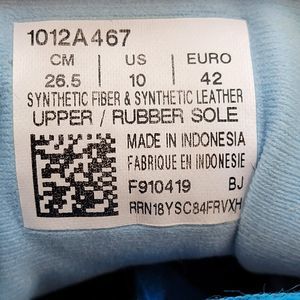 1012A467
CM US EURO
26.5 10 42
SYNTHETIC FIBER & SYNTHETIC LEATHER
UPPER / RUBBER SOLE
MADE IN INDONESIA
FABRIQUE EN INDONÉSIE
F910419 BJ
RRN18YSC84FRVXH